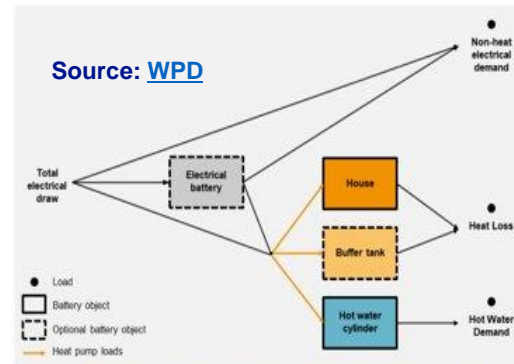 Source: WPD
Non-heat
electrical
demand
Total
electrical
draw
Electrical
battery
House
Buffer tank
Hot water
cylinder
Heat Loss
Hot Water
Demand
Load
Battery object
Optional battery object
Heat pump loads